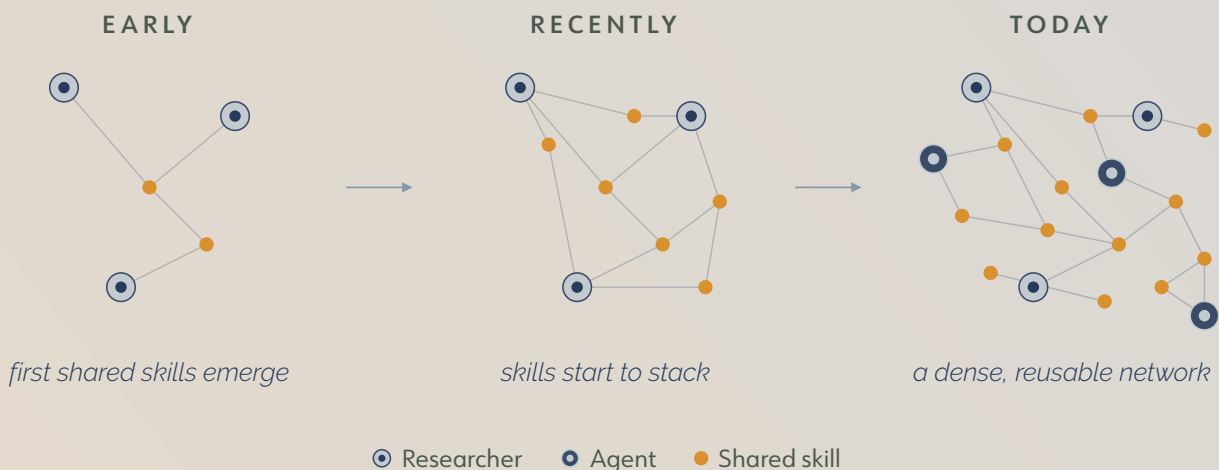 EARLY
RECENTLY
TODAY
first shared skills emerge
skills start to stack
a dense, reusable network
Researcher
Agent
Shared skill